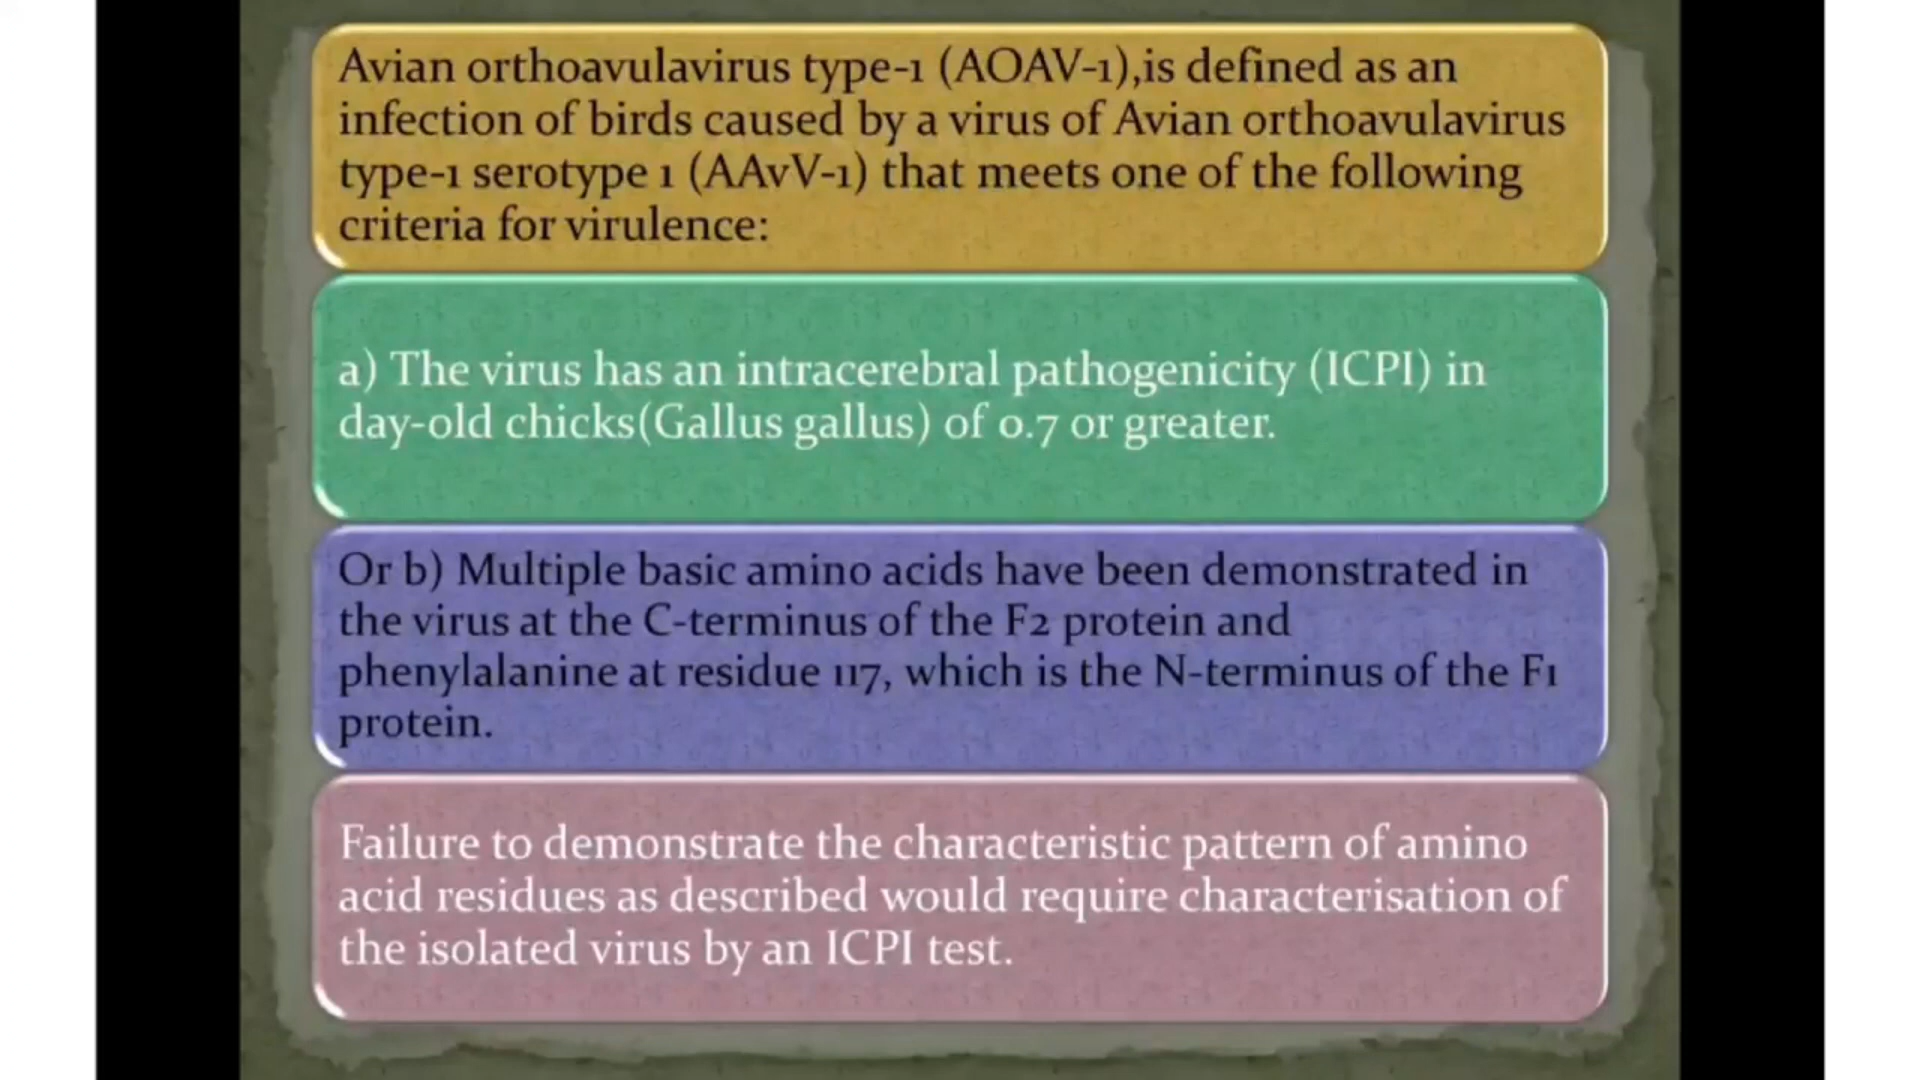 Avian orthoavulavirus type-1 (AOAV-1),is defined as an
infection of birds caused by a virus of Avian orthoavulavirus
type-1 serotype 1 (AAvV-1) that meets one of the following
criteria for virulence:
a) The virus has an intracerebral pathogenicity (ICPI) in
day-old chicks(Gallus gallus) of 0.7 or greater.
Or b) Multiple basic amino acids have been demonstrated in
the virus at the C-terminus of the F2 protein and
phenylalanine at residue 117, which is the N-terminus of the F1
protein.
Failure to demonstrate the characteristic pattern of amino
acid residues as described would require characterisation of
the isolated virus by an ICPI test.